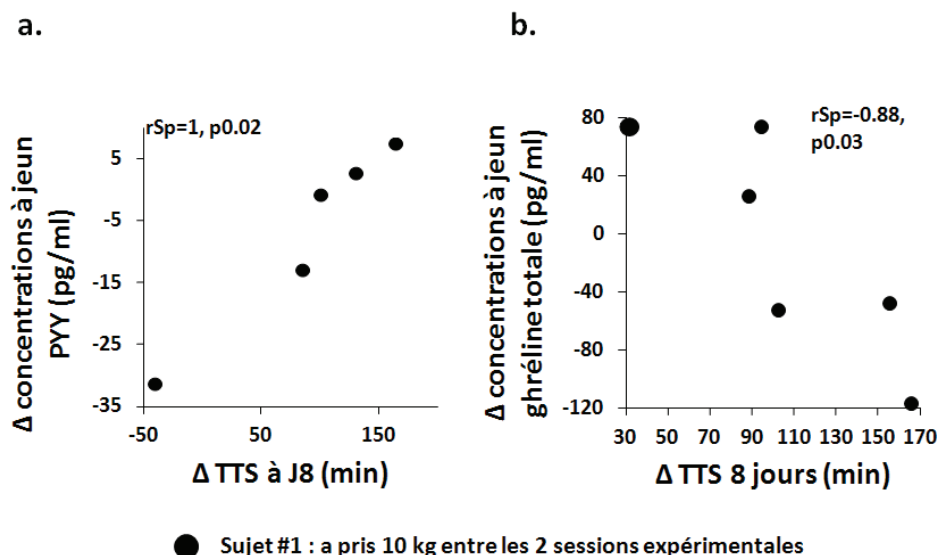 a.
b.
rSp=1, p0.02
5
-5
-15
-25
-35
-50
50
150
Δ concentrations à jeun
PYY (pg/ml)
Δ TTS à J8 (min)
rSp=-0.88,
p0.03
80
40
0
-40
-80
-120
30
50
70
90
110
130
150
170
Δ concentrations à jeun
ghréline totale (pg/ml)
Δ TTS 8 jours (min)
Sujet #1 : a pris 10 kg entre les 2 sessions expérimentales